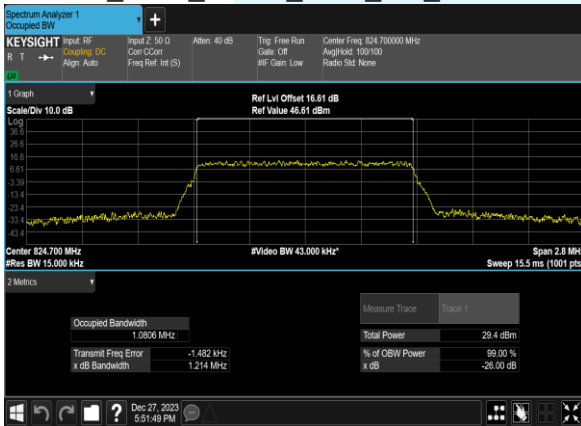 Spectrum Analyzer 1
Occupied BW
+
KEYSIGHT
R T
LXI
Input: RF
Coupling: DC
Align: Auto
Input Z: 50 Ω
Corr CCorr
Freq Ref: Int (S)
Atten: 40 dB
Trig: Free Run
Gate: Off
#IF Gain: Low
Center Freq: 824.700000 MHz
Avg|Hold: 100/100
Radio Std: None
1 Graph
Scale/Div 10.0 dB
Ref Lvl Offset 16.61 dB
Ref Value 46.61 dBm
Log
36.6
26.6
16.6
6.61
-3.39
-13.4
-23.4
-33.4
-43.4
Center 824.700 MHz
#Res BW 15.000 kHz
#Video BW 43.000 kHz*
Span 2.8 MHz
Sweep 15.5 ms (1001 pts)
2 Metrics
Measure Trace
Trace 1
Occupied Bandwidth
1.0806 MHz
Total Power
29.4 dBm
Transmit Freq Error
-1.482 kHz
% of OBW Power
99.00 %
x dB Bandwidth
1.214 MHz
x dB
-26.00 dB
?
Dec 27, 2023
5:51:49 PM